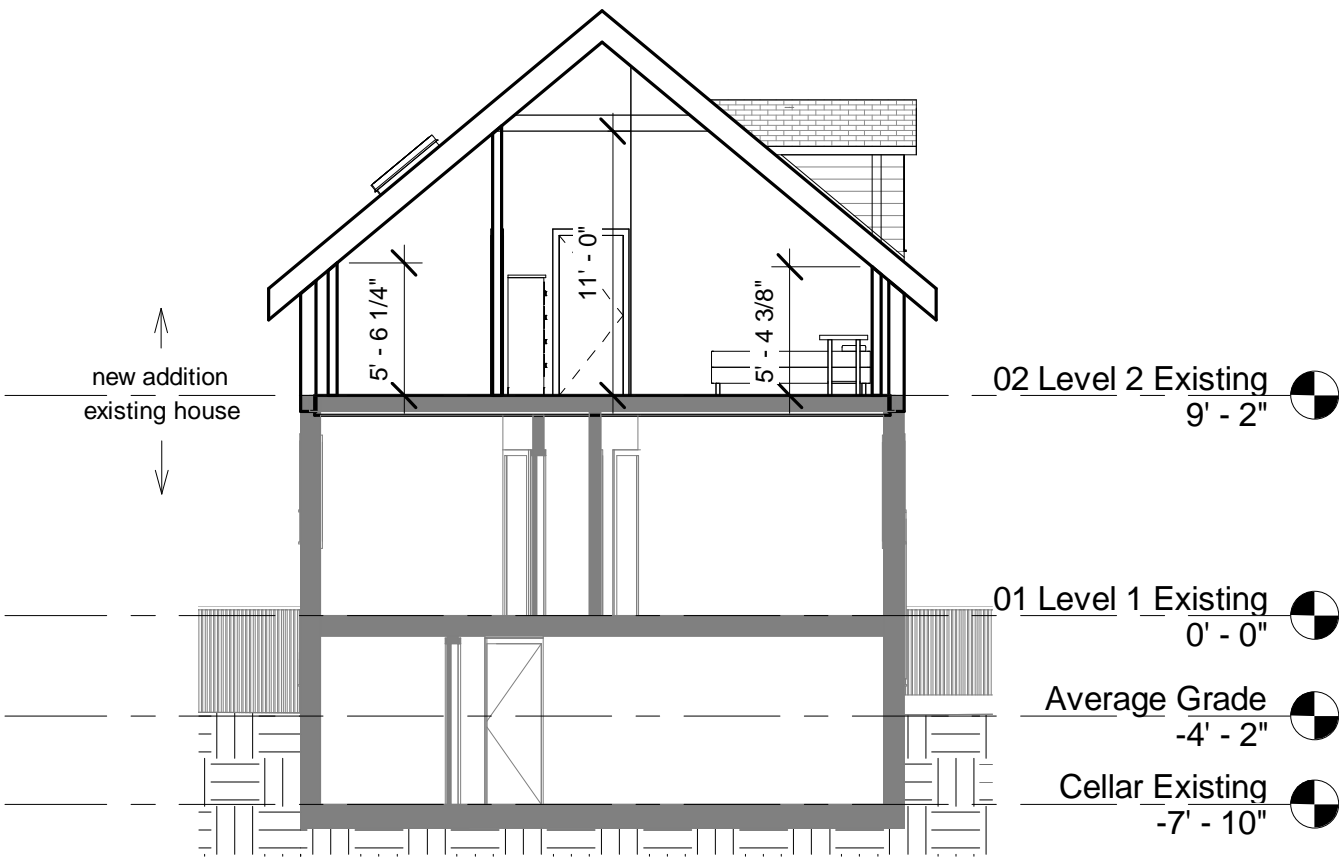 11' - 0"
5' - 6 1/4"
5' - 4 3/8"
new addition
existing house
02 Level 2 Existing
9' - 2"
01 Level 1 Existing
0' - 0"
Average Grade
-4' - 2"
Cellar Existing
-7' - 10"